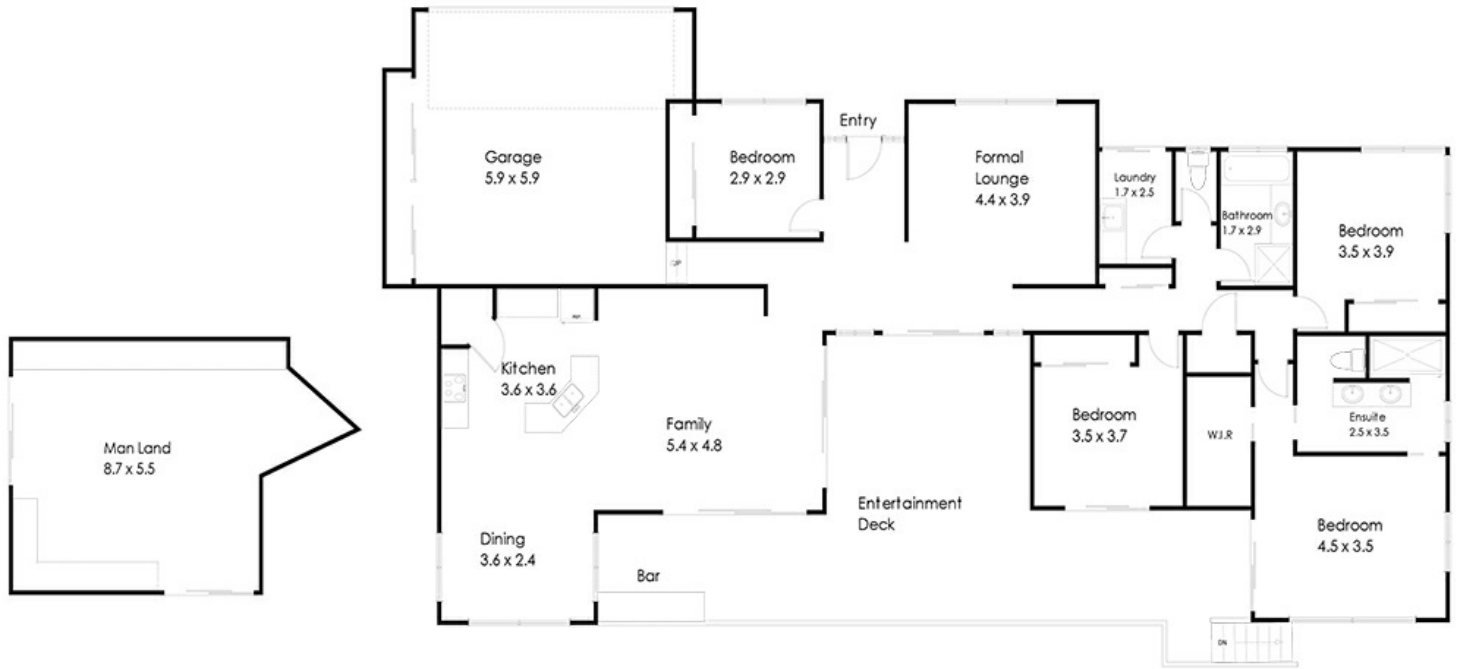 Garage
5.9 x 5.9
Bedroom
2.9 x 2.9
Entry
Formal
Lounge
4.4 x 3.9
Laundry
1.7 x 2.5
Bathroom
1.7 x 2.9
Bedroom
3.5 x 3.9
UP
Kitchen
3.6 x 3.6
Family
5.4 x 4.8
Bedroom
3.5 x 3.7
W.I.R
Ensuite
2.5 x 3.5
Man Land
8.7 x 5.5
Entertainment
Deck
Dining
3.6 x 2.4
Bar
Bedroom
4.5 x 3.5
DN